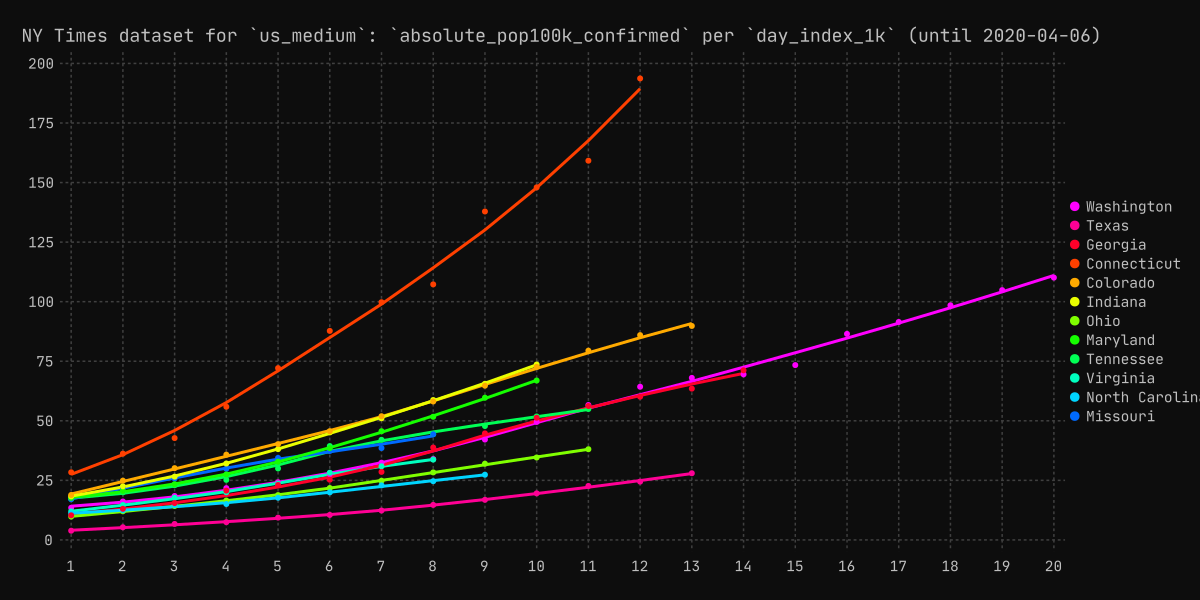 NY Times dataset for `us_medium`: `absolute_pop100k_confirmed` per `day_index_1k` (until 2020-04-06)
200
175
150
125
100
75
50
25
0
1 2 3 4 5 6 7 8 9 10 11 12 13 14 15 16 17 18 19 20
Washington
Texas
Georgia
Connecticut
Colorado
Indiana
Ohio
Maryland
Tennessee
Virginia
North Carolina
Missouri